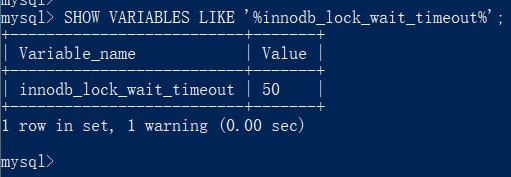 mysql>
mysql> SHOW VARIABLES LIKE '%innodb_lock_wait_timeout%';
+--------------------------+-------+
| Variable_name            | Value |
+--------------------------+-------+
| innodb_lock_wait_timeout | 50    |
+--------------------------+-------+
1 row in set, 1 warning (0.00 sec)
mysql>